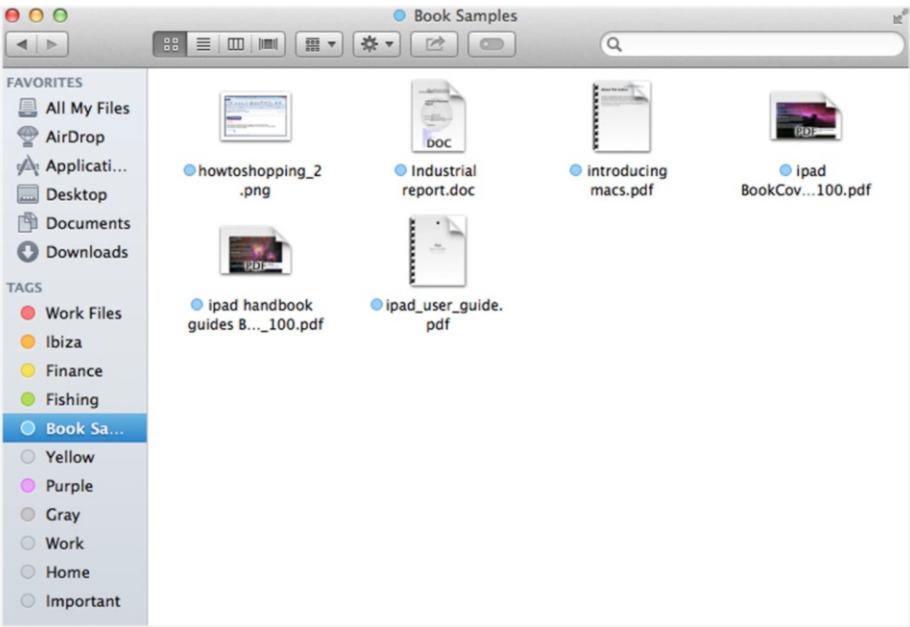 Book Samples
FAVORITES
All My Files
AirDrop
Applicati...
Desktop
Documents
Downloads
TAGS
Work Files
Ibiza
Finance
Fishing
Book Sa...
Yellow
Purple
Gray
Work
Home
Important
howtoshopping_2
.png
DOC
Industrial
report.doc
introducing
macs.pdf
PDF
ipad
BookCov...100.pdf
PDF
ipad handbook
guides B..._100.pdf
ipad_user_guide.
pdf